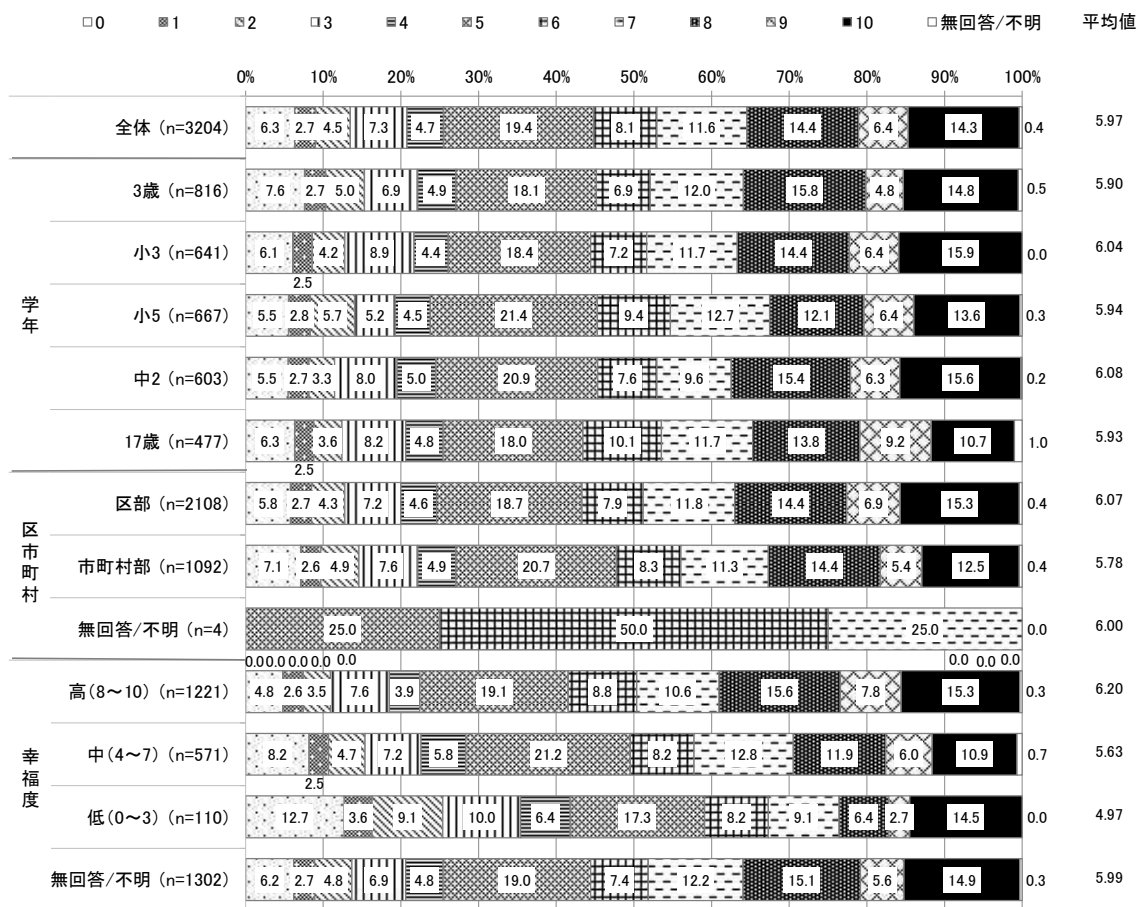 0 1 2 3 4 5 6 7 8 9 10 無回答/不明 平均値
0% 10% 20% 30% 40% 50% 60% 70% 80% 90% 100%
全体 (n=3204) 6.3 2.7 4.5 7.3 4.7 19.4 8.1 11.6 14.4 6.4 14.3 0.4 5.97
学年
3歳 (n=816) 7.6 2.7 5.0 6.9 4.9 18.1 6.9 12.0 15.8 4.8 14.8 0.5 5.90
小3 (n=641) 6.1 4.2 8.9 4.4 18.4 7.2 11.7 14.4 6.4 15.9 0.0 6.04
2.5
小5 (n=667) 5.5 2.8 5.7 5.2 4.5 21.4 9.4 12.7 12.1 6.4 13.6 0.3 5.94
中2 (n=603) 5.5 2.7 3.3 8.0 5.0 20.9 7.6 9.6 15.4 6.3 15.6 0.2 6.08
17歳 (n=477) 6.3 3.6 8.2 4.8 18.0 10.1 11.7 13.8 9.2 10.7 1.0 5.93
2.5
区市町村
区部 (n=2108) 5.8 2.7 4.3 7.2 4.6 18.7 7.9 11.8 14.4 6.9 15.3 0.4 6.07
市町村部 (n=1092) 7.1 2.6 4.9 7.6 4.9 20.7 8.3 11.3 14.4 5.4 12.5 0.4 5.78
無回答/不明 (n=4) 25.0 50.0 25.0 0.0 6.00
0.0 0.0 0.0 0.0 0.0 0.0 0.0 0.0
幸福度
高(8～10) (n=1221) 4.8 2.6 3.5 7.6 3.9 19.1 8.8 10.6 15.6 7.8 15.3 0.3 6.20
中(4～7) (n=571) 8.2 4.7 7.2 5.8 21.2 8.2 12.8 11.9 6.0 10.9 0.7 5.63
2.5
低(0～3) (n=110) 12.7 3.6 9.1 10.0 6.4 17.3 8.2 9.1 6.4 2.7 14.5 0.0 4.97
無回答/不明 (n=1302) 6.2 2.7 4.8 6.9 4.8 19.0 7.4 12.2 15.1 5.6 14.9 0.3 5.99